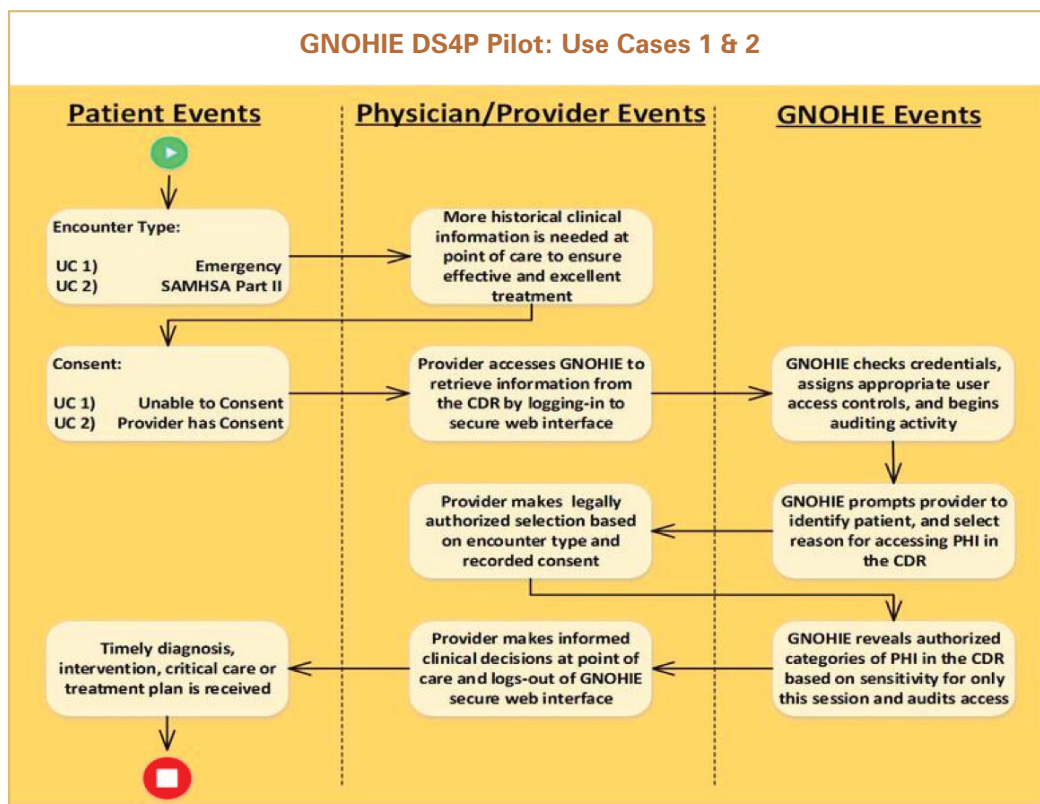 GNOHIE DS4P Pilot: Use Cases 1 & 2
Patient Events
Physician/Provider Events
GNOHIE Events
Encounter Type:
UC 1) Emergency
UC 2) SAMHSA Part II
More historical clinical
information is needed at
point of care to ensure
effective and excellent
treatment
Consent:
UC 1) Unable to Consent
UC 2) Provider has Consent
Provider accesses GNOHIE to
retrieve information from
the CDR by logging-in to
secure web interface
GNOHIE checks credentials,
assigns appropriate user
access controls, and begins
auditing activity
Provider makes legally
authorized selection based
on encounter type and
recorded consent
GNOHIE prompts provider to
identify patient, and select
reason for accessing PHI in
the CDR
Timely diagnosis,
intervention, critical care or
treatment plan is received
Provider makes informed
clinical decisions at point of
care and logs-out of GNOHIE
secure web interface
GNOHIE reveals authorized
categories of PHI in the CDR
based on sensitivity for only
this session and audits access